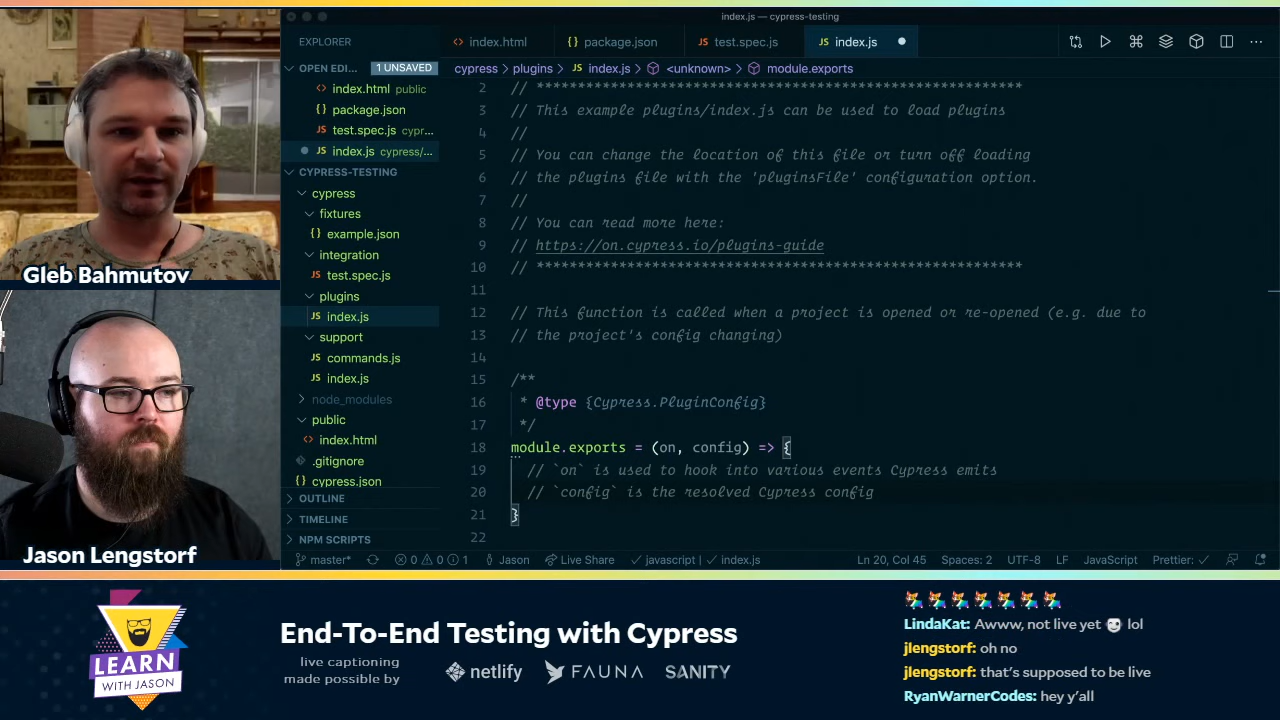 index.js — cypress-testing
EXPLORER
index.html
package.json
test.spec.js
index.js
OPEN EDI...
1 UNSAVED
cypress > plugins > JS index.js > <unknown> > module.exports
index.html public
{} package.json
JS test.spec.js cypr...
JS index.js cypress/...
CYPRESS-TESTING
cypress
fixtures
{} example.json
integration
JS test.spec.js
plugins
JS index.js
support
JS commands.js
JS index.js
node_modules
public
index.html
.gitignore
{} cypress.json
OUTLINE
TIMELINE
NPM SCRIPTS
2 // ***********************************************************
3 // This example plugins/index.js can be used to load plugins
4 //
5 // You can change the location of this file or turn off loading
6 // the plugins file with the 'pluginsFile' configuration option.
7 //
8 // You can read more here:
9 // https://on.cypress.io/plugins-guide
10 // ***********************************************************
11
12 // This function is called when a project is opened or re-opened (e.g. due to
13 // the project's config changing)
14
15 /**
16 * @type {Cypress.PluginConfig}
17 */
18 module.exports = (on, config) => {
19 // `on` is used to hook into various events Cypress emits
20 // `config` is the resolved Cypress config
21 }
22
master* 0 0 1 Jason Live Share javascript | index.js Ln 20, Col 45 Spaces: 2 UTF-8 LF JavaScript Prettier:
Gleb Bahmutov
Jason Lengstorf
LEARN
WITH JASON
End-To-End Testing with Cypress
live captioning
made possible by
netlify
FAUNA
SANITY
LindaKat: Awww, not live yet lol
jlengstorf: oh no
jlengstorf: that's supposed to be live
RyanWarnerCodes: hey y'all